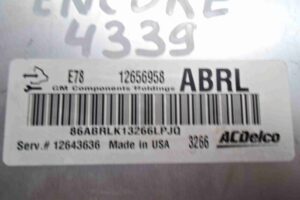 ENCORE
4339
E78 12656958 ABRL
GM Components Holdings
86ABRLK13266LPJQ
Serv.# 12643636 Made in USA 3266 ACDelco